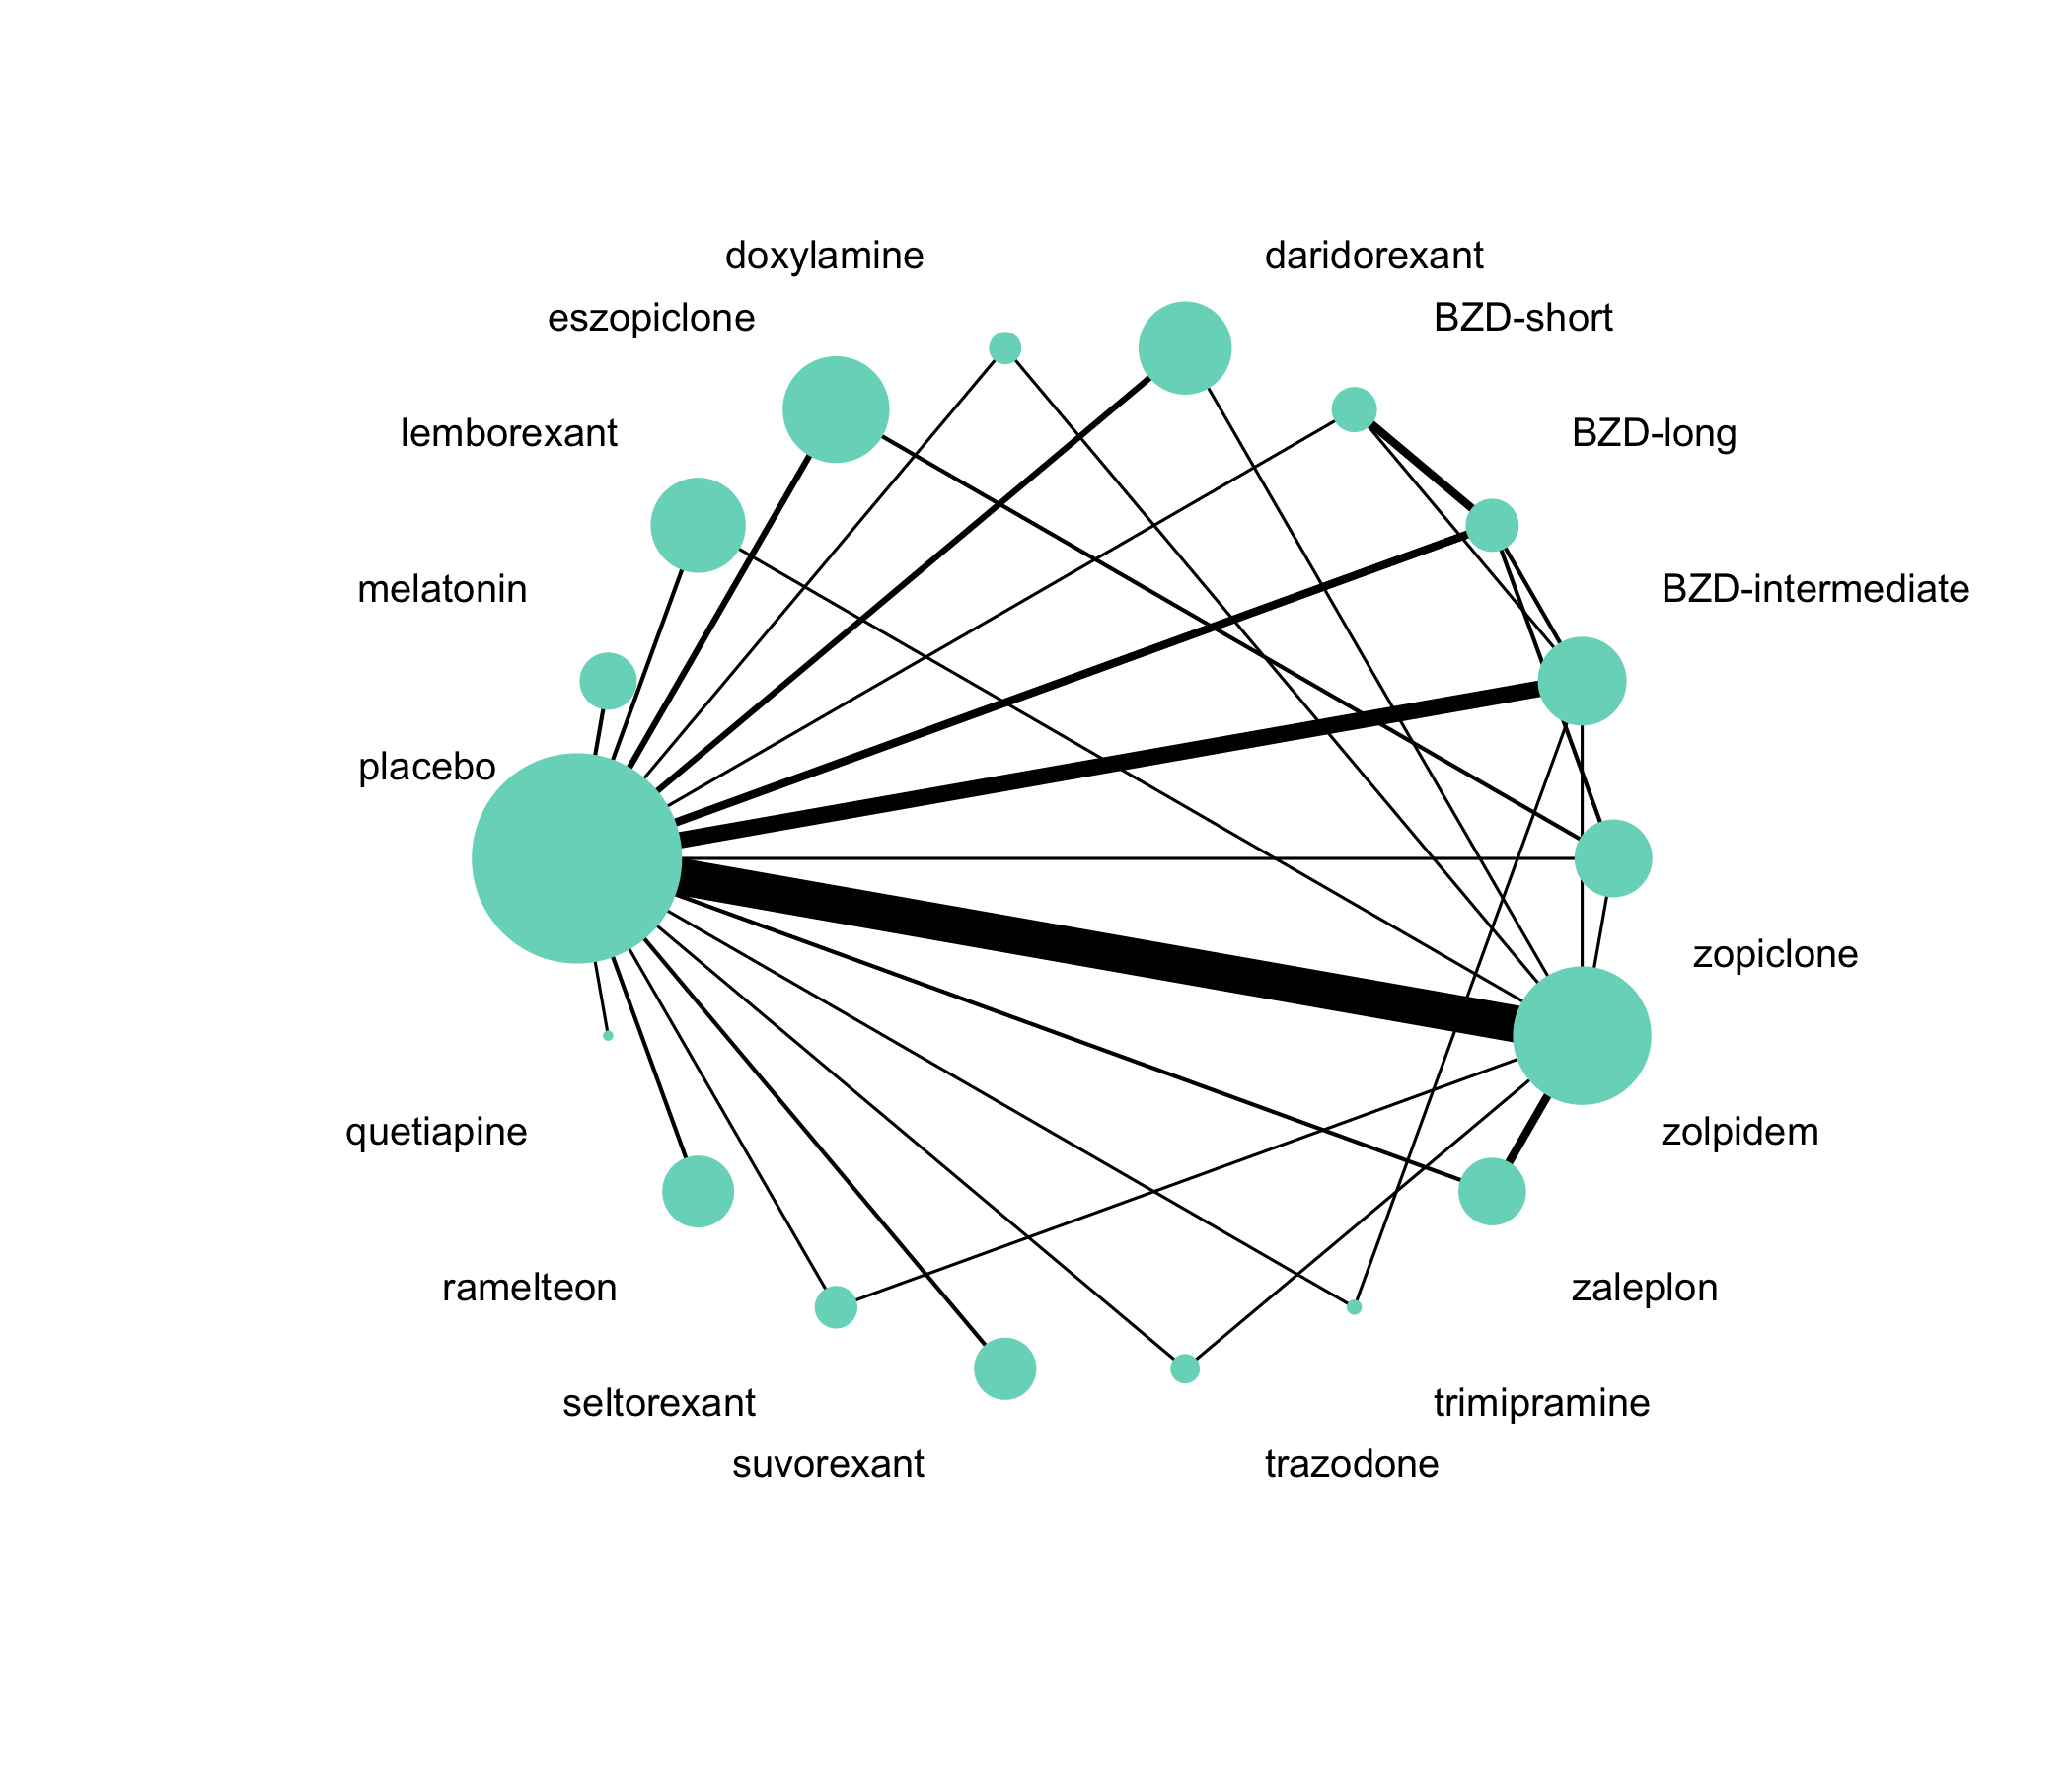 doxylamine
daridorexant
eszopiclone
BZD-short
lemborexant
BZD-long
melatonin
BZD-intermediate
placebo
zopiclone
quetiapine
zolpidem
ramelteon
zaleplon
seltorexant
trimipramine
suvorexant
trazodone